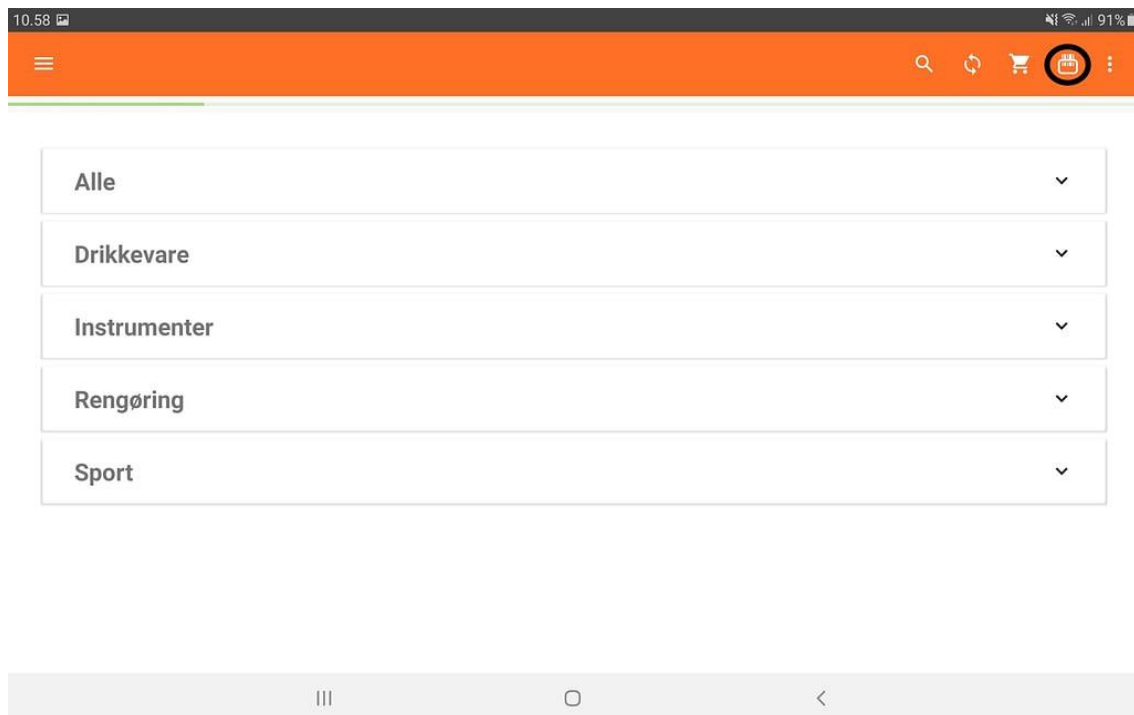 10.58
91%
Alle
Drikkevare
Instrumenter
Rengøring
Sport